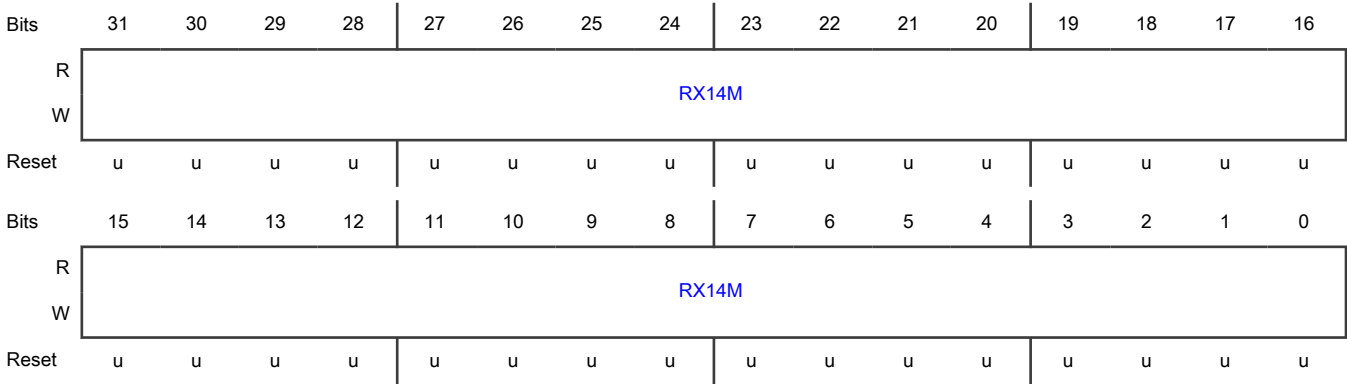 Bits 31 30 29 28 27 26 25 24 23 22 21 20 19 18 17 16
R
RX14M
W
Reset u u u u u u u u u u u u u u u u
Bits 15 14 13 12 11 10 9 8 7 6 5 4 3 2 1 0
R
RX14M
W
Reset u u u u u u u u u u u u u u u u